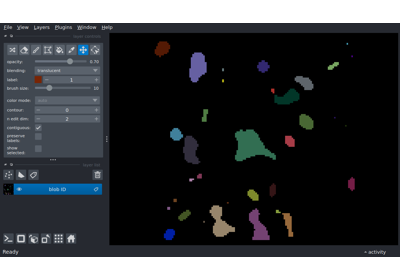 File View Layers Plugins Window Help
opacity: 0.70
blending: translucent
label: 1
brush size: 10
color mode:
contour: 0
n edit dim: 2
contiguous:
preserve
labels:
show
selected:
blob ID
Ready
activity